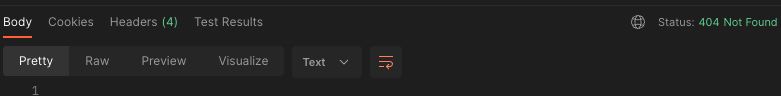 Body Cookies Headers (4) Test Results Status: 404 Not Found
Pretty Raw Preview Visualize Text
1